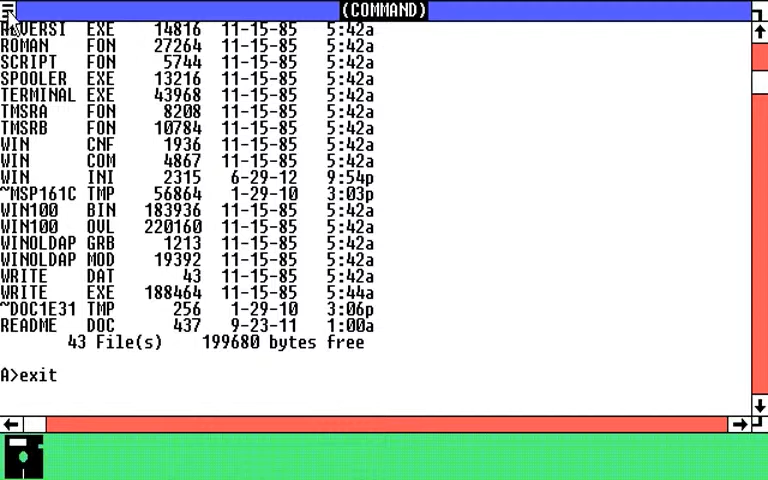 (COMMAND)
REVERSI EXE 14816 11-15-85 5:42a
ROMAN FON 27264 11-15-85 5:42a
SCRIPT FON 5744 11-15-85 5:42a
SPOOLER EXE 13216 11-15-85 5:42a
TERMINAL EXE 43968 11-15-85 5:42a
TMSRA FON 8208 11-15-85 5:42a
TMSRB FON 10784 11-15-85 5:42a
WIN CNF 1936 11-15-85 5:42a
WIN COM 4867 11-15-85 5:42a
WIN INI 2315 6-29-12 9:54p
~MSP161C TMP 56864 1-29-10 3:03p
WIN100 BIN 183936 11-15-85 5:42a
WIN100 OVL 220160 11-15-85 5:42a
WINOLDAP GRB 1213 11-15-85 5:42a
WINOLDAP MOD 19392 11-15-85 5:42a
WRITE DAT 43 11-15-85 5:42a
WRITE EXE 188464 11-15-85 5:44a
~DOC1E31 TMP 256 1-29-10 3:06p
README DOC 437 9-23-11 1:00a
43 File(s) 199680 bytes free
A>exit